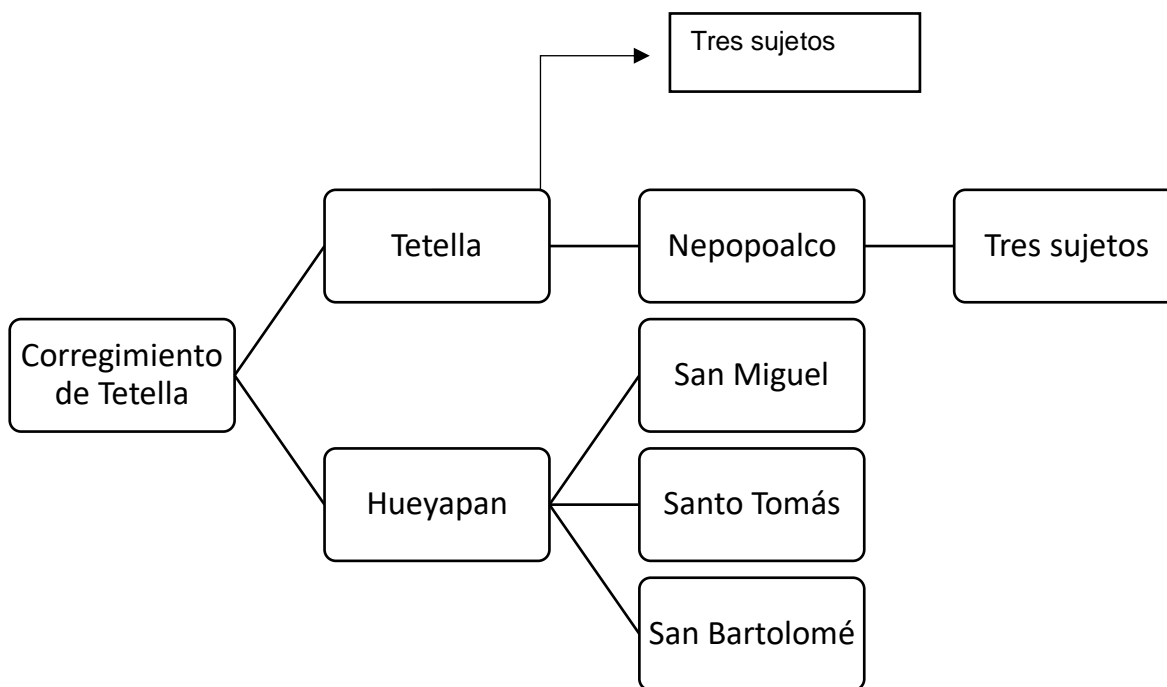 Tres sujetos
Tetella
Nepopoalco
Tres sujetos
Corregimiento
de Tetella
San Miguel
Hueyapan
Santo Tomás
San Bartolomé